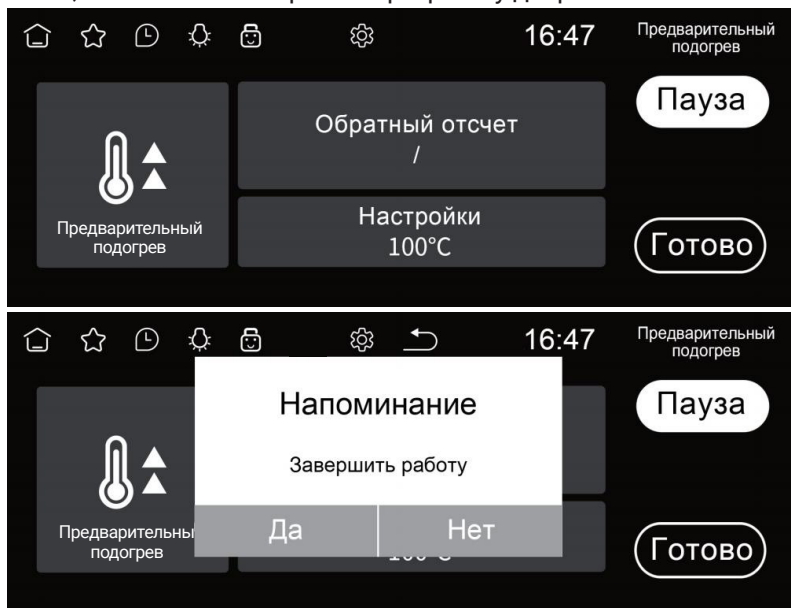 16:47
Предварительный
подогрев
Пауза
Обратный отсчет
/
Предварительный
подогрев
Настройки
100°C
Готово
16:47
Предварительный
подогрев
Пауза
Напоминание
Завершить работу
Предварительны
подогрев
Да
Нет
Готово